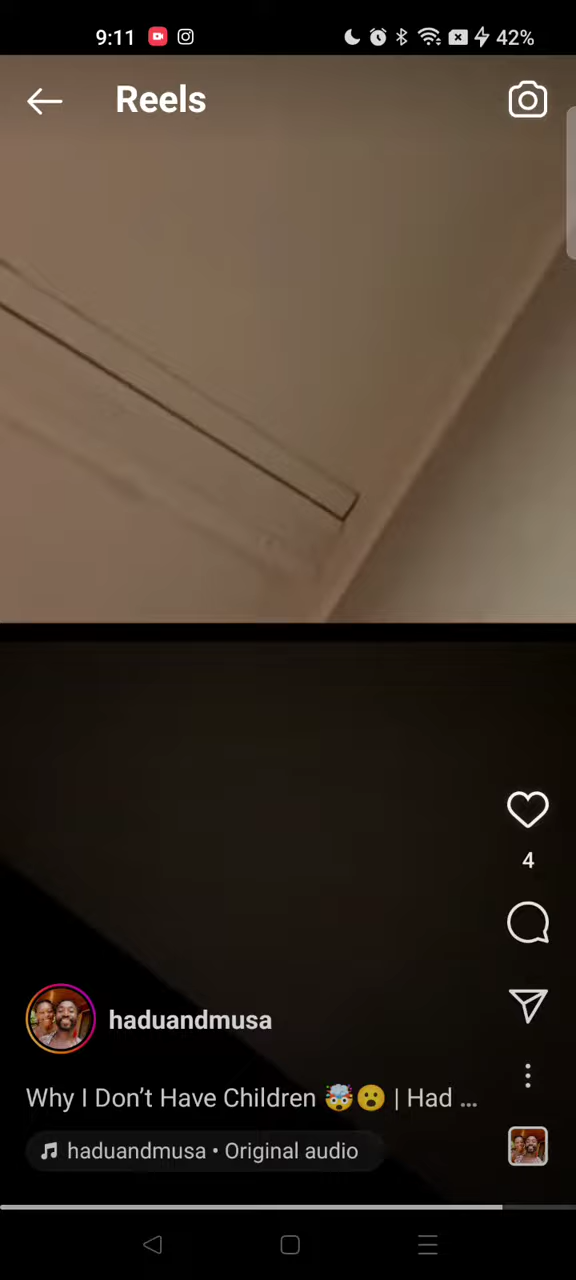 9:11
42%
Reels
4
haduandmusa
Why I Don’t Have Children 🤯😮 | Had ...
haduandmusa • Original audio